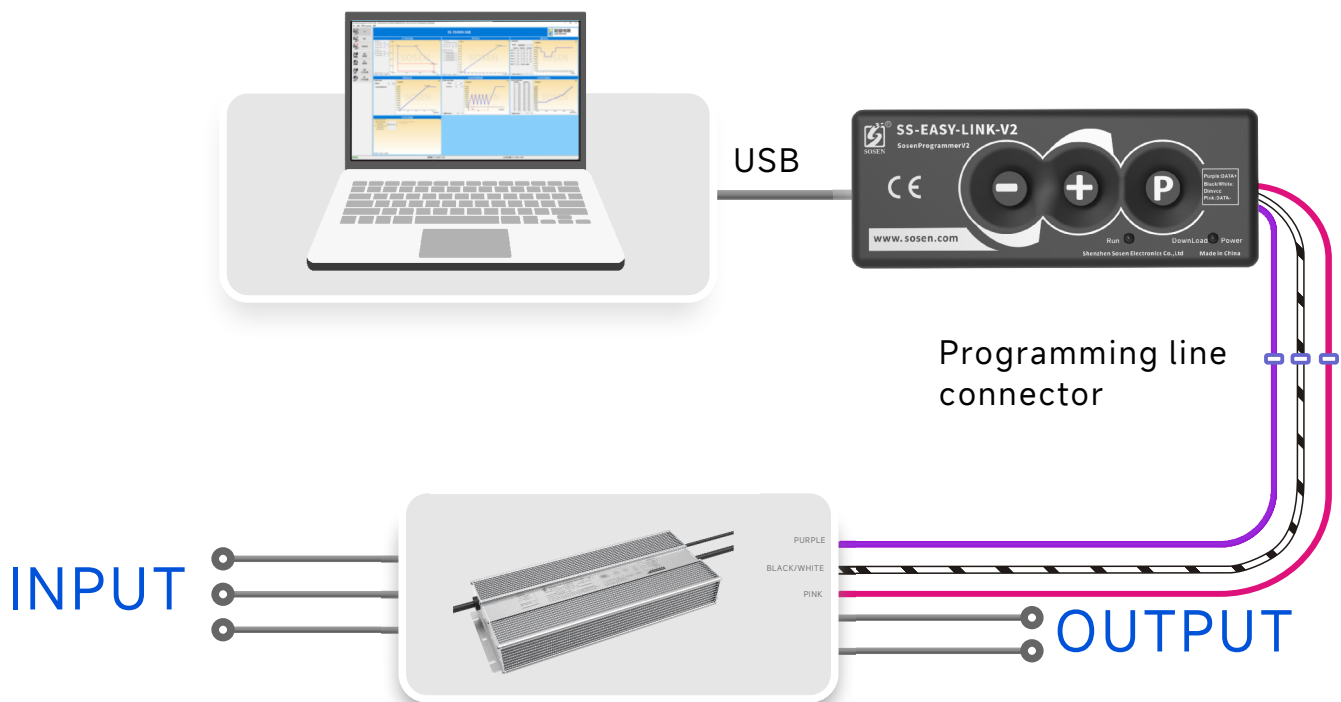 SOSEN
SS-EASY-LINK-V2
SosenProgrammerV2
USB
CE
- + P
Purple:DATA+
Black/White:
Dimvcc
Pink:DATA-
www.sosen.com
Run DownLoad Power
Shenzhen Sosen Electronics Co.,Ltd Made in China
Programming line
connector
PURPLE
BLACK/WHITE
PINK
INPUT
OUTPUT